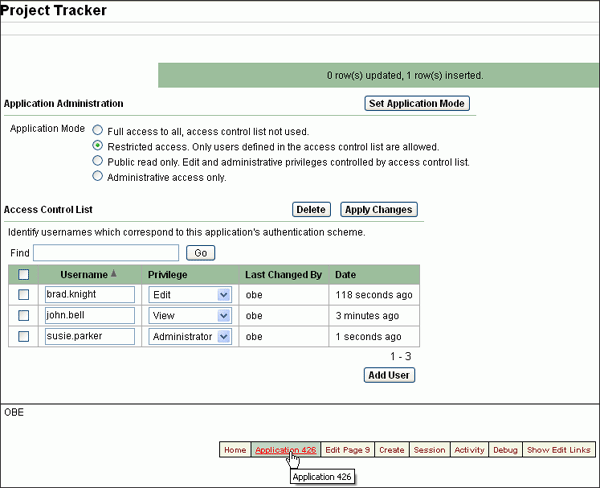 Project Tracker
0 row(s) updated, 1 row(s) inserted.
Application Administration Set Application Mode
Application Mode Full access to all, access control list not used.
Restricted access. Only users defined in the access control list are allowed.
Public read only. Edit and administrative privileges controlled by access control list.
Administrative access only.
Access Control List Delete Apply Changes
Identify usernames which correspond to this application's authentication scheme.
Find Go
Username Privilege Last Changed By Date
brad.knight Edit obe 118 seconds ago
john.bell View obe 3 minutes ago
susie.parker Administrator obe 1 seconds ago
1 - 3
Add User
OBE
Home Application 426 Edit Page 9 Create Session Activity Debug Show Edit Links
Application 426